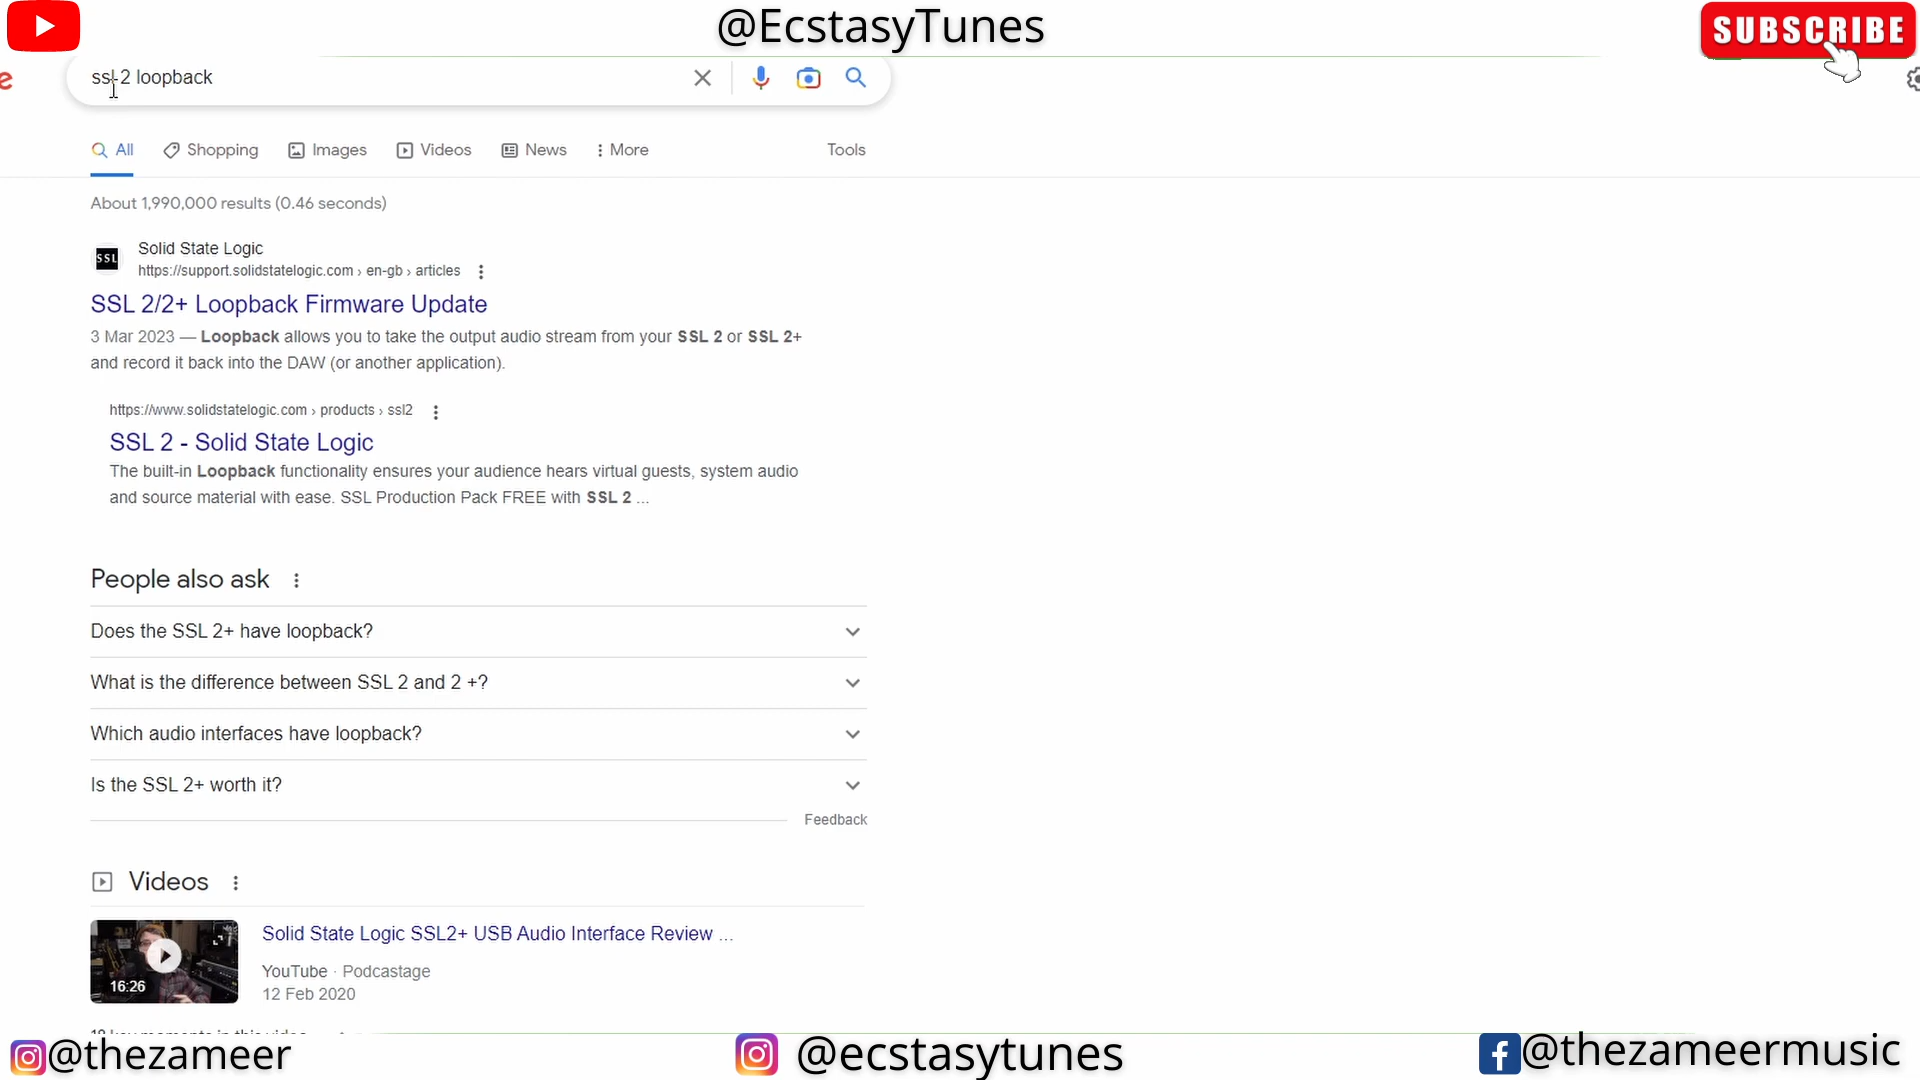 @EcstasyTunes
SUBSCRIBE
e
ssl 2 loopback
All
Shopping
Images
Videos
News
More
Tools
About 1,990,000 results (0.46 seconds)
SSL
Solid State Logic
https://support.solidstatelogic.com › en-gb › articles
SSL 2/2+ Loopback Firmware Update
3 Mar 2023 — Loopback allows you to take the output audio stream from your SSL 2 or SSL 2+
and record it back into the DAW (or another application).
https://www.solidstatelogic.com › products › ssl2
SSL 2 - Solid State Logic
The built-in Loopback functionality ensures your audience hears virtual guests, system audio
and source material with ease. SSL Production Pack FREE with SSL 2 ...
People also ask
Does the SSL 2+ have loopback?
What is the difference between SSL 2 and 2 +?
Which audio interfaces have loopback?
Is the SSL 2+ worth it?
Feedback
Videos
16:26
Solid State Logic SSL2+ USB Audio Interface Review ...
YouTube · Podcastage
12 Feb 2020
@thezameer
@ecstasytunes
@thezameermusic